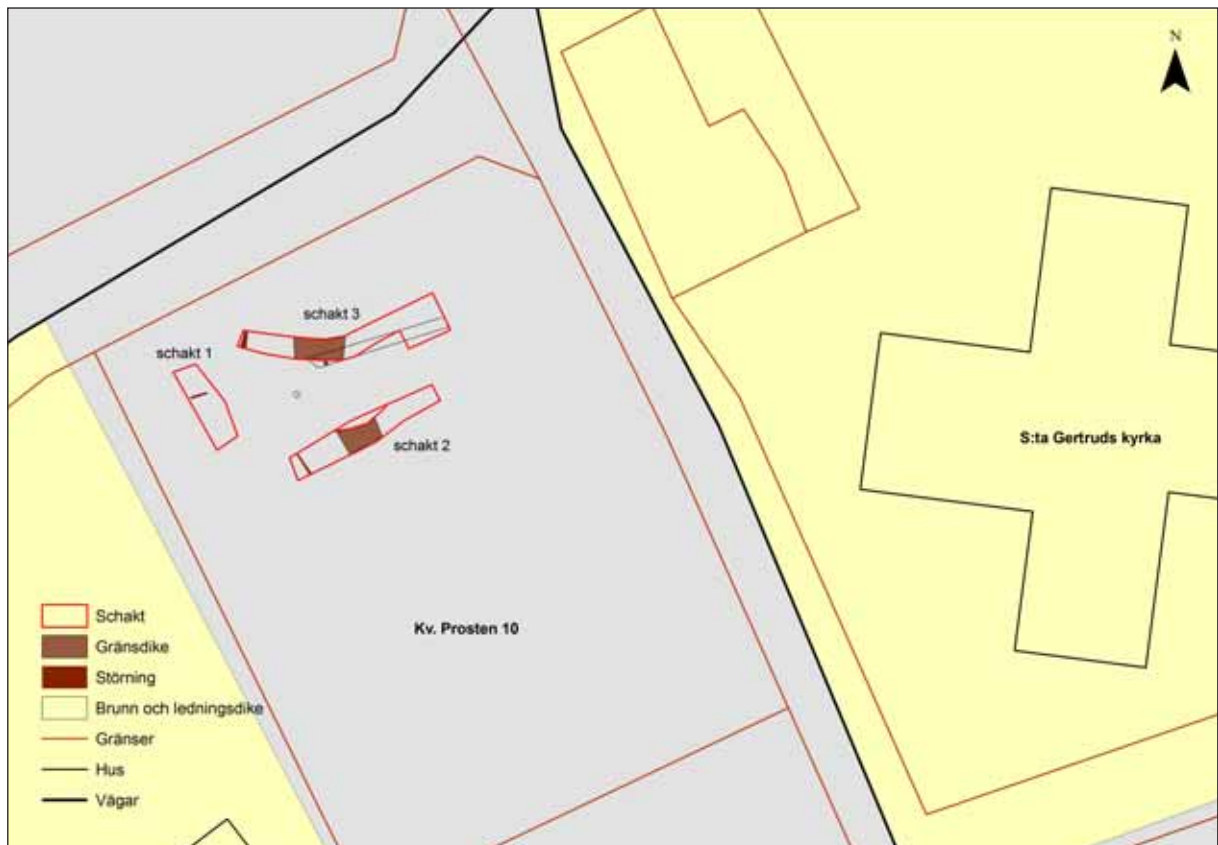 N
schakt 3
schakt 1
schakt 2
S:ta Gertruds kyrka
Kv. Prosten 10
Schakt
Gränsdike
Störning
Brunn och ledningsdike
Gränser
Hus
Vägar